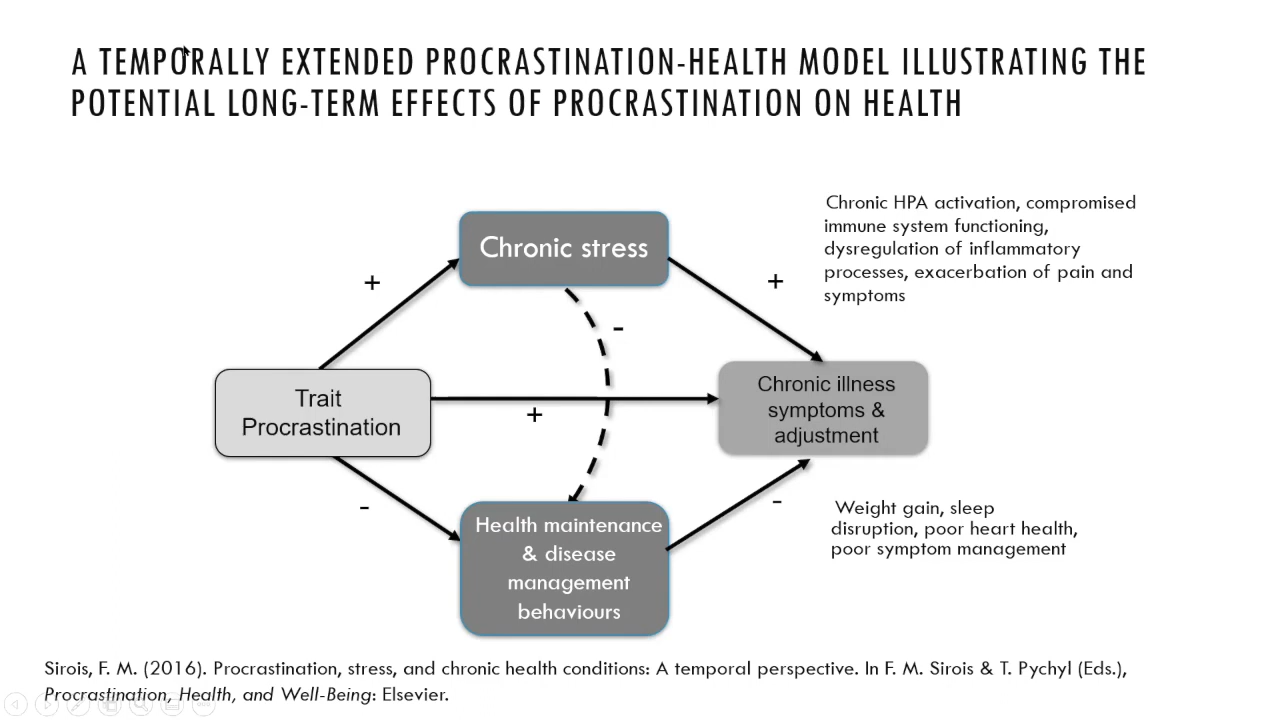 A TEMPORALLY EXTENDED PROCRASTINATION-HEALTH MODEL ILLUSTRATING THE
POTENTIAL LONG-TERM EFFECTS OF PROCRASTINATION ON HEALTH
Chronic HPA activation, compromised
immune system functioning,
dysregulation of inflammatory
processes, exacerbation of pain and
symptoms
Chronic stress
+
+
-
Trait
Procrastination
+
Chronic illness
symptoms &
adjustment
-
-
Health maintenance
& disease
management
behaviours
Weight gain, sleep
disruption, poor heart health,
poor symptom management
Sirois, F. M. (2016). Procrastination, stress, and chronic health conditions: A temporal perspective. In F. M. Sirois & T. Pychyl (Eds.),
Procrastination, Health, and Well-Being: Elsevier.